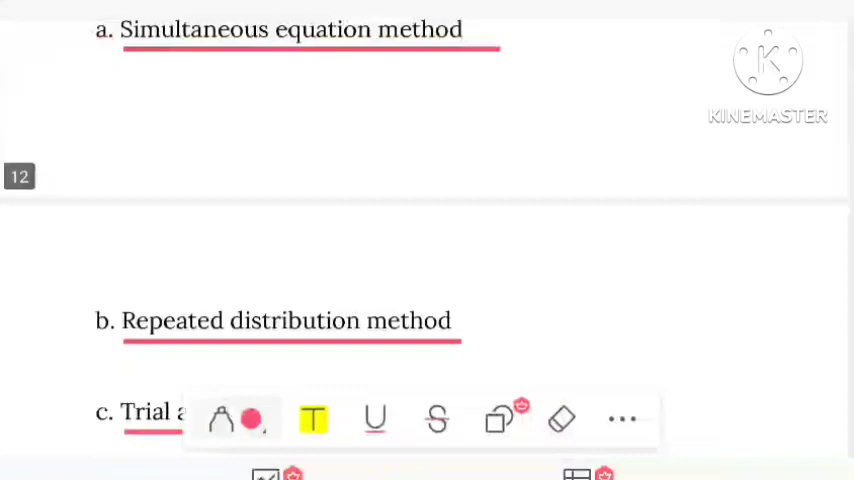 a. Simultaneous equation method
K
KINEMASTER
12
b. Repeated distribution method
c. Trial a
T
U
S